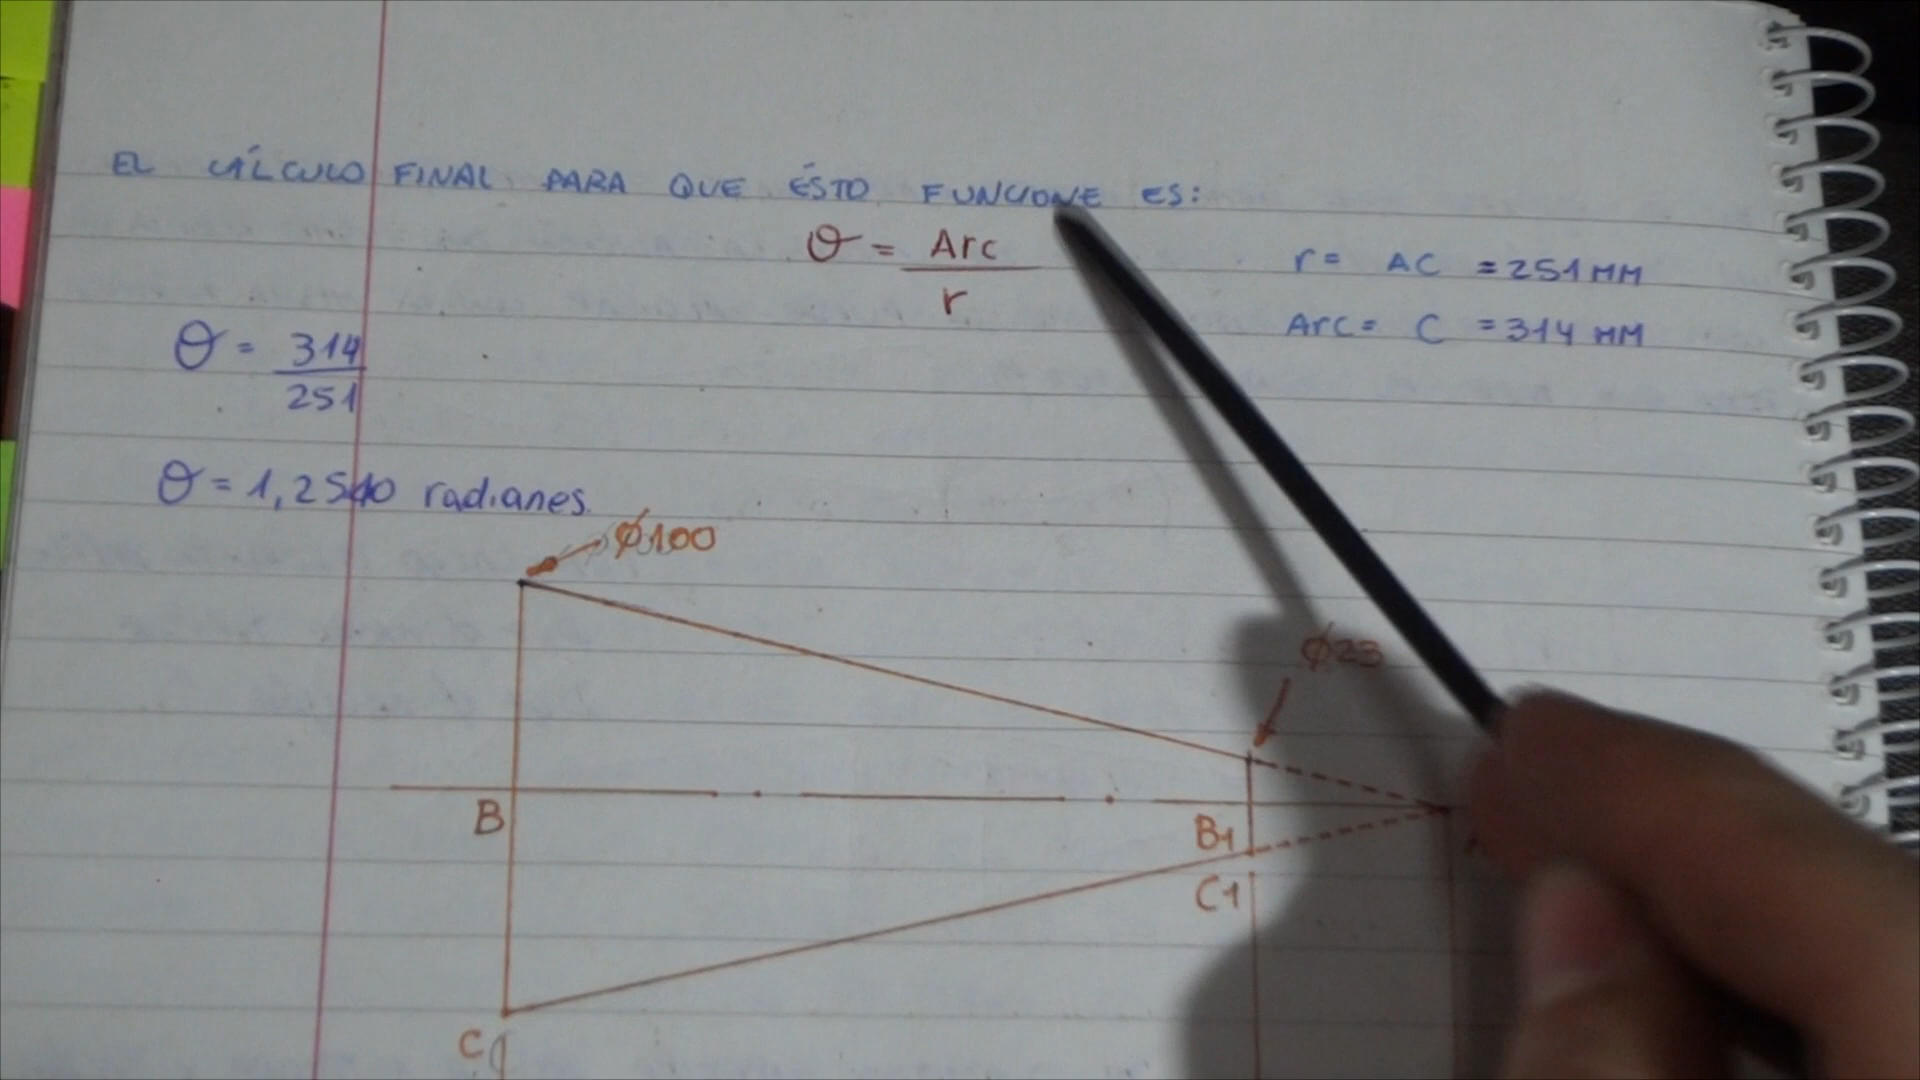 EL CÁLCULO FINAL PARA QUE ÉSTO FUNCIONE ES:
θ = Arc / r
r = AC = 251 MM
Arc = C = 314 MM
θ = 314 / 251
θ = 1,2510 radianes.
Ø100
Ø25
B
B1
C1
C